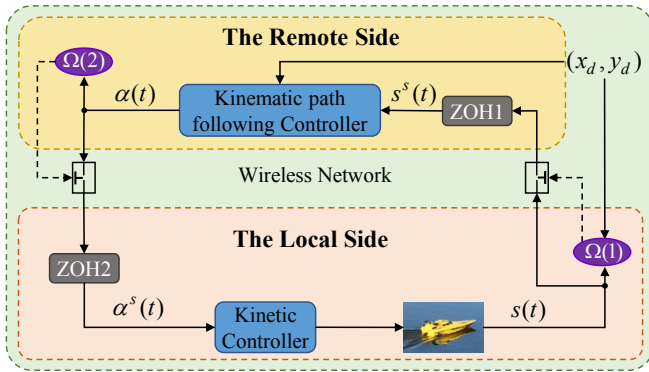 The Remote Side
Ω(2)
(x_d, y_d)
α(t)
Kinematic path
following Controller
s^s(t)
ZOH1
Wireless Network
The Local Side
Ω(1)
ZOH2
α^s(t)
Kinetic
Controller
s(t)